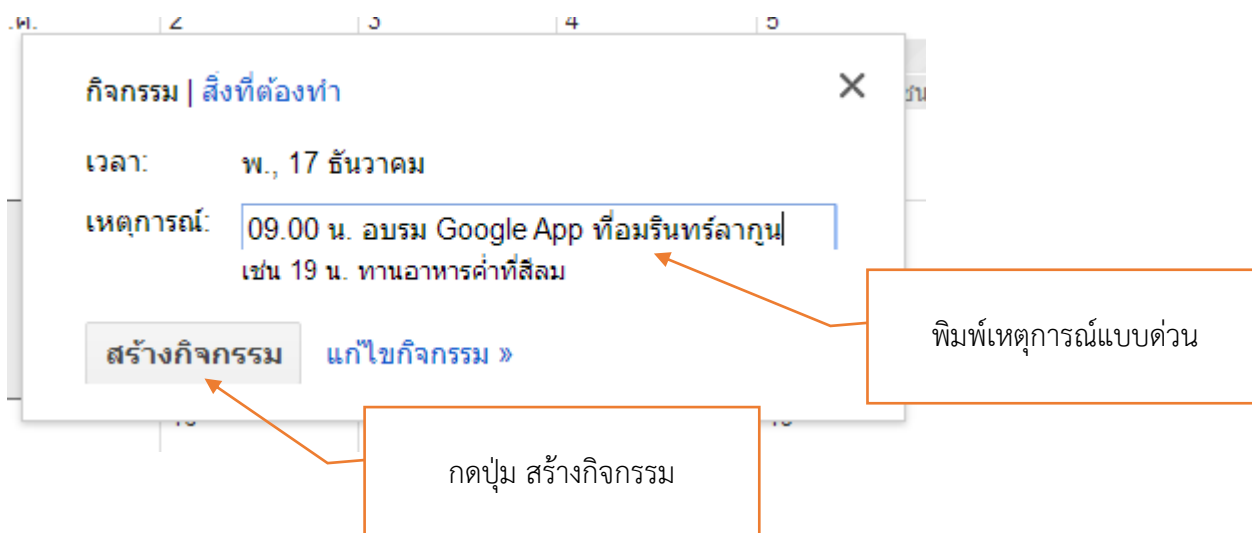 2 3 4 5
กิจกรรม | สิ่งที่ต้องทำ
เวลา: พ., 17 ธันวาคม
เหตุการณ์: 09.00 น. อบรม Google App ที่อมรินทร์ลากูน
เช่น 19 น. ทานอาหารค่ำที่สีลม
พิมพ์เหตุการณ์แบบด่วน
สร้างกิจกรรม แก้ไขกิจกรรม »
กดปุ่ม สร้างกิจกรรม